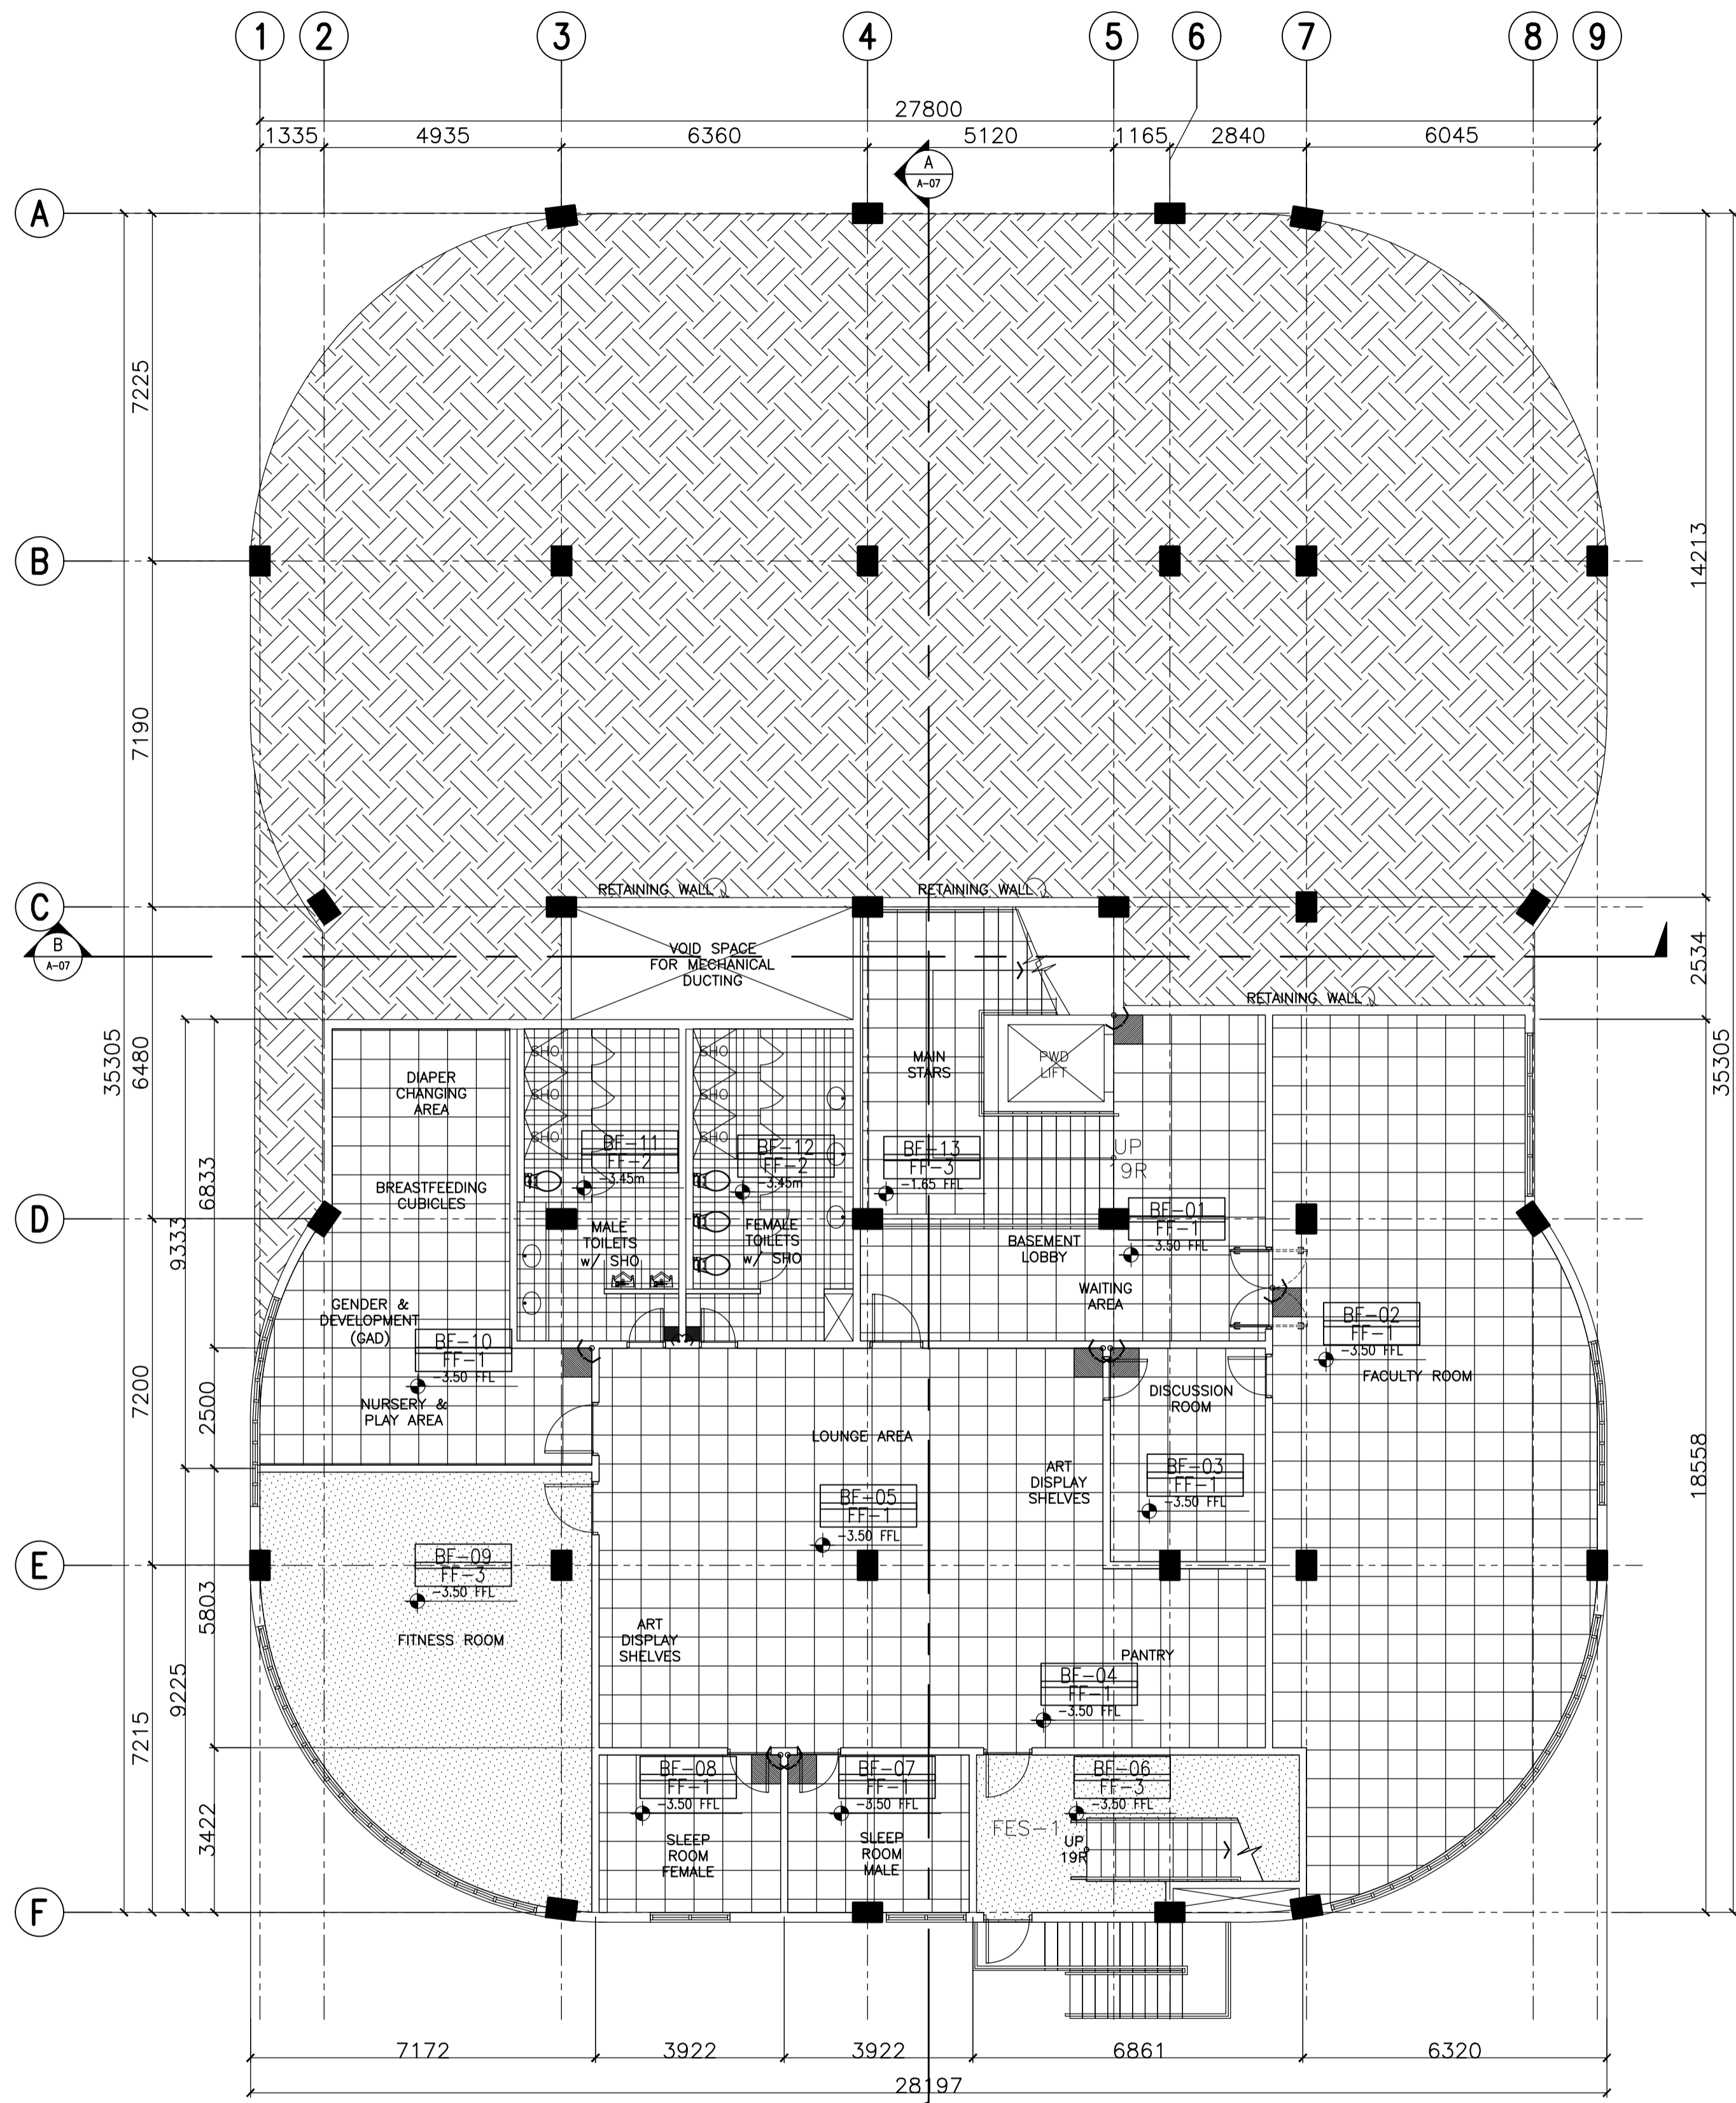 1 2 3 4 5 6 7 8 9
27800
1335 4935 6360 5120 1165 2840 6045
A
A-07
A
B
C
D
E
F
B
A-07
7225
7190
6480
7200
7215
35305
9333
6833
2500
5803
9225
3422
14213
2534
18558
35305
RETAINING WALL
RETAINING WALL
RETAINING WALL
VOID SPACE
FOR MECHANICAL
DUCTING
MAIN
STARS
PWD
LIFT
UP
19R
DIAPER
CHANGING
AREA
BREASTFEEDING
CUBICLES
SHO
SHO
SHO
SHO
SHO
SHO
BF-11
FF-2
-3.45m
BF-12
FF-2
-3.45m
BF-13
FF-3
-1.65 FFL
BF-01
FF-1
-3.50 FFL
MALE
TOILETS
w/ SHO
FEMALE
TOILETS
w/ SHO
BASEMENT
LOBBY
WAITING
AREA
GENDER &
DEVELOPMENT
(GAD)
BF-10
FF-1
-3.50 FFL
NURSERY &
PLAY AREA
BF-02
FF-1
-3.50 FFL
FACULTY ROOM
DISCUSSION
ROOM
LOUNGE AREA
ART
DISPLAY
SHELVES
BF-03
FF-1
-3.50 FFL
BF-05
FF-1
-3.50 FFL
BF-09
FF-3
-3.50 FFL
FITNESS ROOM
ART
DISPLAY
SHELVES
PANTRY
BF-04
FF-1
-3.50 FFL
BF-08
FF-1
-3.50 FFL
BF-07
FF-1
-3.50 FFL
BF-06
FF-3
-3.50 FFL
SLEEP
ROOM
FEMALE
SLEEP
ROOM
MALE
FES-1
UP
19R
7172 3922 3922 6861 6320
28197